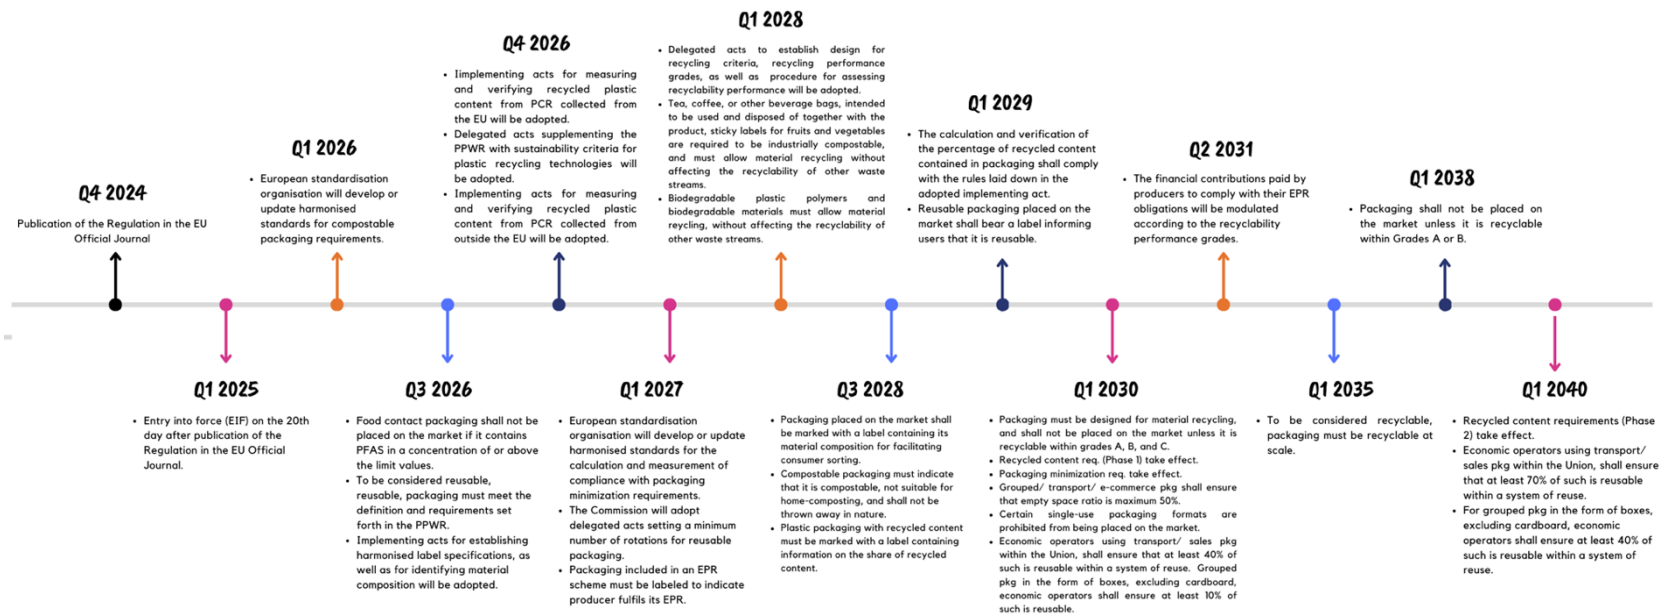 Q4 2024
Publication of the Regulation in the EU
Official Journal
Q1 2025
• Entry into force (EIF) on the 20th
day after publication of the
Regulation in the EU Official
Journal.
Q1 2026
• European standardisation
organisation will develop or
update harmonised
standards for compostable
packaging requirements.
Q3 2026
• Food contact packaging shall not be
placed on the market if it contains
PFAS in a concentration of or above
the limit values.
• To be considered reusable,
reusable, packaging must meet the
definition and requirements set
forth in the PPWR.
• Implementing acts for establishing
harmonised label specifications, as
well as for identifying material
composition will be adopted.
Q4 2026
• Iimplementing acts for measuring
and verifying recycled plastic
content from PCR collected from
the EU will be adopted.
• Delegated acts supplementing the
PPWR with sustainability criteria for
plastic recycling technologies will
be adopted.
• Implementing acts for measuring
and verifying recycled plastic
content from PCR collected from
outside the EU will be adopted.
Q1 2027
• European standardisation
organisation will develop or update
harmonised standards for the
calculation and measurement of
compliance with packaging
minimization requirements.
• The Commission will adopt
delegated acts setting a minimum
number of rotations for reusable
packaging.
• Packaging included in an EPR
scheme must be labeled to indicate
producer fulfils its EPR.
Q1 2028
• Delegated acts to establish design for
recycling criteria, recycling performance
grades, as well as procedure for assessing
recyclability performance will be adopted.
• Tea, coffee, or other beverage bags, intended
to be used and disposed of together with the
product, sticky labels for fruits and vegetables
are required to be industrially compostable,
and must allow material recycling without
affecting the recyclability of other waste
streams.
• Biodegradable plastic polymers and
biodegradable materials must allow material
reycling, without affecting the recyclability of
other waste streams.
Q3 2028
• Packaging placed on the market shall
be marked with a label containing its
material composition for facilitating
consumer sorting.
• Compostable packaging must indicate
that it is compostable, not suitable for
home-composting, and shall not be
thrown away in nature.
• Plastic packaging with recycled content
must be marked with a label containing
information on the share of recycled
content.
Q1 2029
• The calculation and verification of
the percentage of recycled content
contained in packaging shall comply
with the rules laid down in the
adopted implementing act.
• Reusable packaging placed on the
market shall bear a label informing
users that it is reusable.
Q1 2030
• Packaging must be designed for material recycling,
and shall not be placed on the market unless it is
recyclable within grades A, B, and C.
• Recycled content req. (Phase 1) take effect.
• Packaging minimization req. take effect.
• Grouped/ transport/ e-commerce pkg shall ensure
that empty space ratio is maximum 50%.
• Certain single-use packaging formats are
prohibited from being placed on the market.
• Economic operators using transport/ sales pkg
within the Union, shall ensure that at least 40% of
such is reusable within a system of reuse. Grouped
pkg in the form of boxes, excluding cardboard,
economic operators shall ensure at least 10% of
such is reusable.
Q2 2031
• The financial contributions paid by
producers to comply with their EPR
obligations will be modulated
according to the recyclability
performance grades.
Q1 2035
• To be considered recyclable,
packaging must be recyclable at
scale.
Q1 2038
• Packaging shall not be placed on
the market unless it is recyclable
within Grades A or B.
Q1 2040
• Recycled content requirements (Phase
2) take effect.
• Economic operators using transport/
sales pkg within the Union, shall ensure
that at least 70% of such is reusable
within a system of reuse.
• For grouped pkg in the form of boxes,
excluding cardboard, economic
operators shall ensure at least 40% of
such is reusable within a system of
reuse.